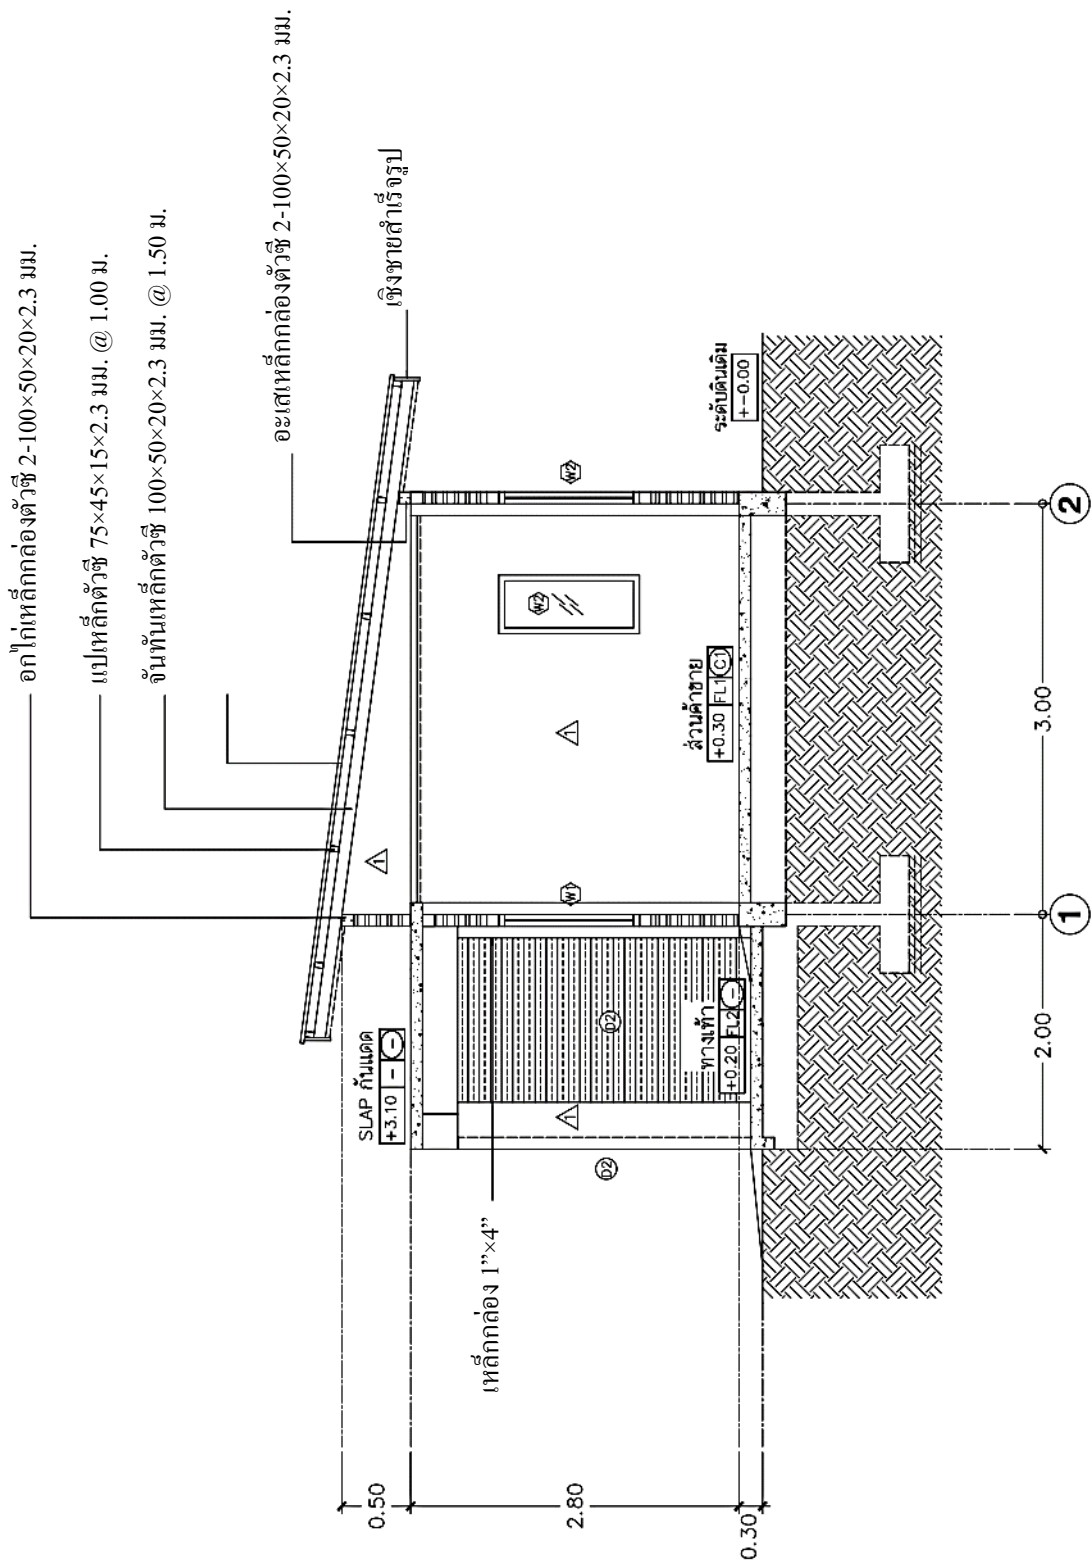 อกไก่เหล็กกล่องตัวซี 2-100×50×20×2.3 มม.
แปเหล็กตัวซี 75×45×15×2.3 มม. @ 1.00 ม.
จันทันเหล็กตัวซี 100×50×20×2.3 มม. @ 1.50 ม.
อะเสเหล็กกล่องตัวซี 2-100×50×20×2.3 มม.
เชิงชายสำเร็จรูป
SLAP กันแดด
+3.10 - -
1
เหล็กกล่อง 1”×4”
W1
W2
W2
1
1
D2
D2
ส่วนค้าขาย
+0.30 FL1 C1
ทางเท้า
+0.20 FL2 -
ระดับดินเดิม
+-0.00
0.50
2.80
0.30
2.00
3.00
1
2